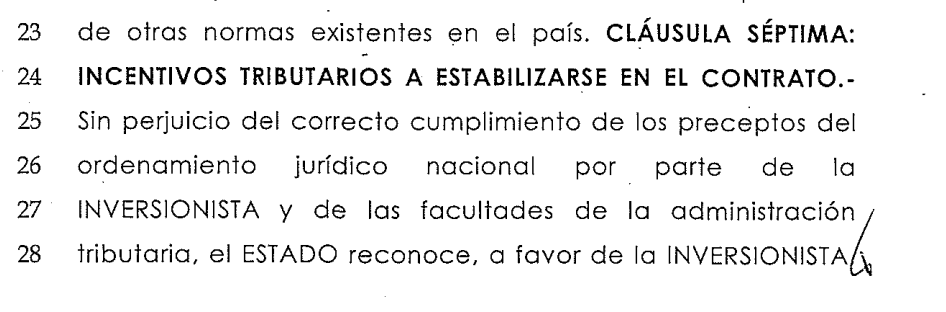 23 de otras normas existentes en el país. CLÁUSULA SÉPTIMA:
24 INCENTIVOS TRIBUTARIOS A ESTABILIZARSE EN EL CONTRATO.-
25 Sin perjuicio del correcto cumplimiento de los preceptos del
26 ordenamiento jurídico nacional por parte de la
27 INVERSIONISTA y de las facultades de la administración
28 tributaria, el ESTADO reconoce, a favor de la INVERSIONISTA